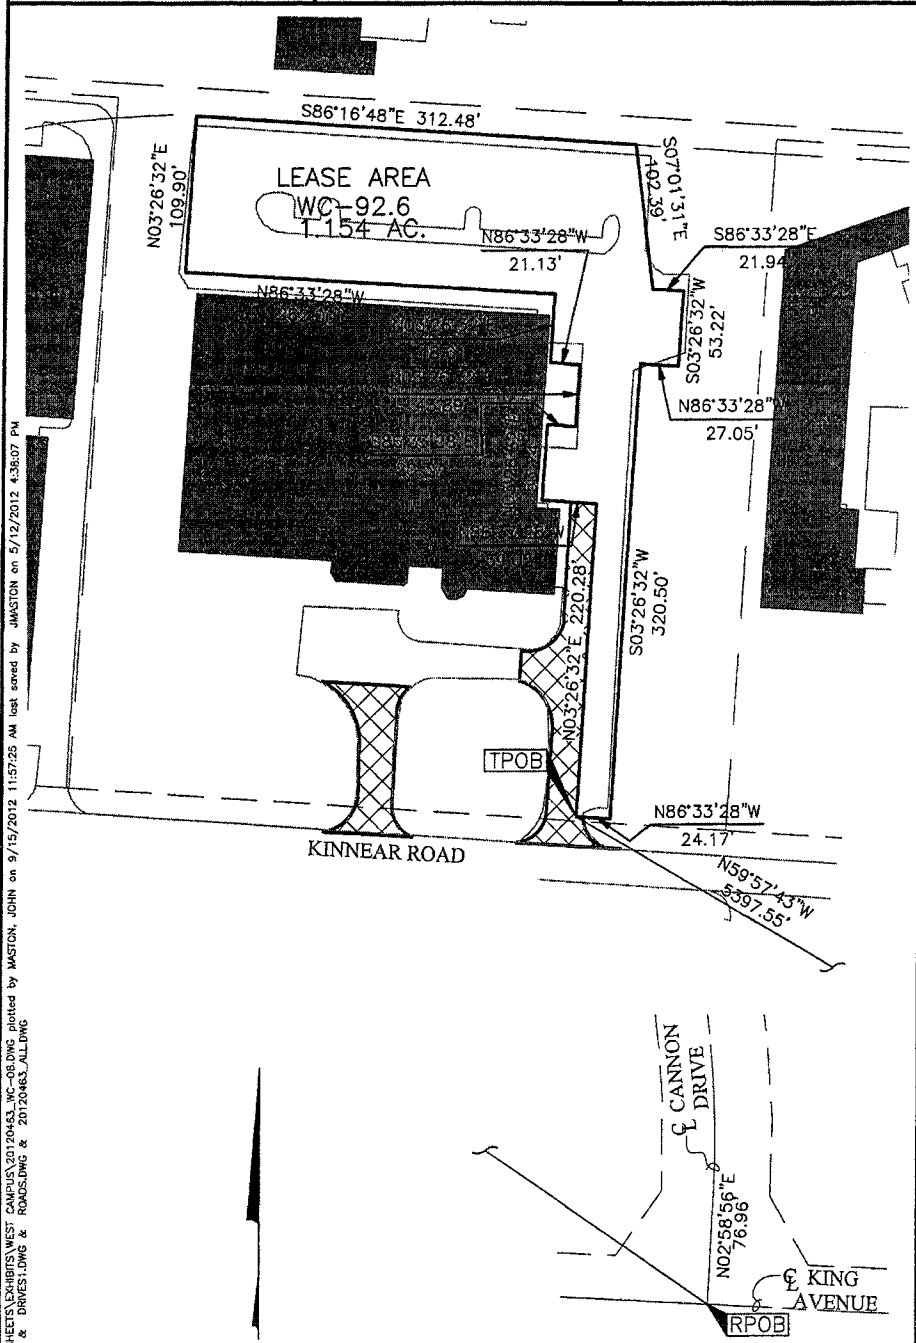 S86°16'48"E 312.48'
N03°26'32"E
109.90'
LEASE AREA
WC-92.6
1.154 AC.
S07°01'31"E
102.39'
N86°33'28"W
21.13'
S86°33'28"E
21.94'
N86°33'28"W
S03°26'32"W
53.22'
N86°33'28"W
27.05'
S03°26'32"W
320.50'
N03°26'32"E 220.28'
TPOB
N86°33'28"W
24.17'
KINNEAR ROAD
N59°57'43"W
5397.55'
℄ CANNON
DRIVE
N02°58'56"E
76.96
℄ KING
AVENUE
RPOB
HEETS\EXHIBITS\WEST CAMPUS\20120463_WC-08.DWG plotted by MASTON, JOHN on 9/15/2012 11:57:25 AM last saved by JMASTON on 5/12/2012 4:38:07 PM
& DRIVES1.DWG & ROADS.DWG & 20120463_ALL.DWG